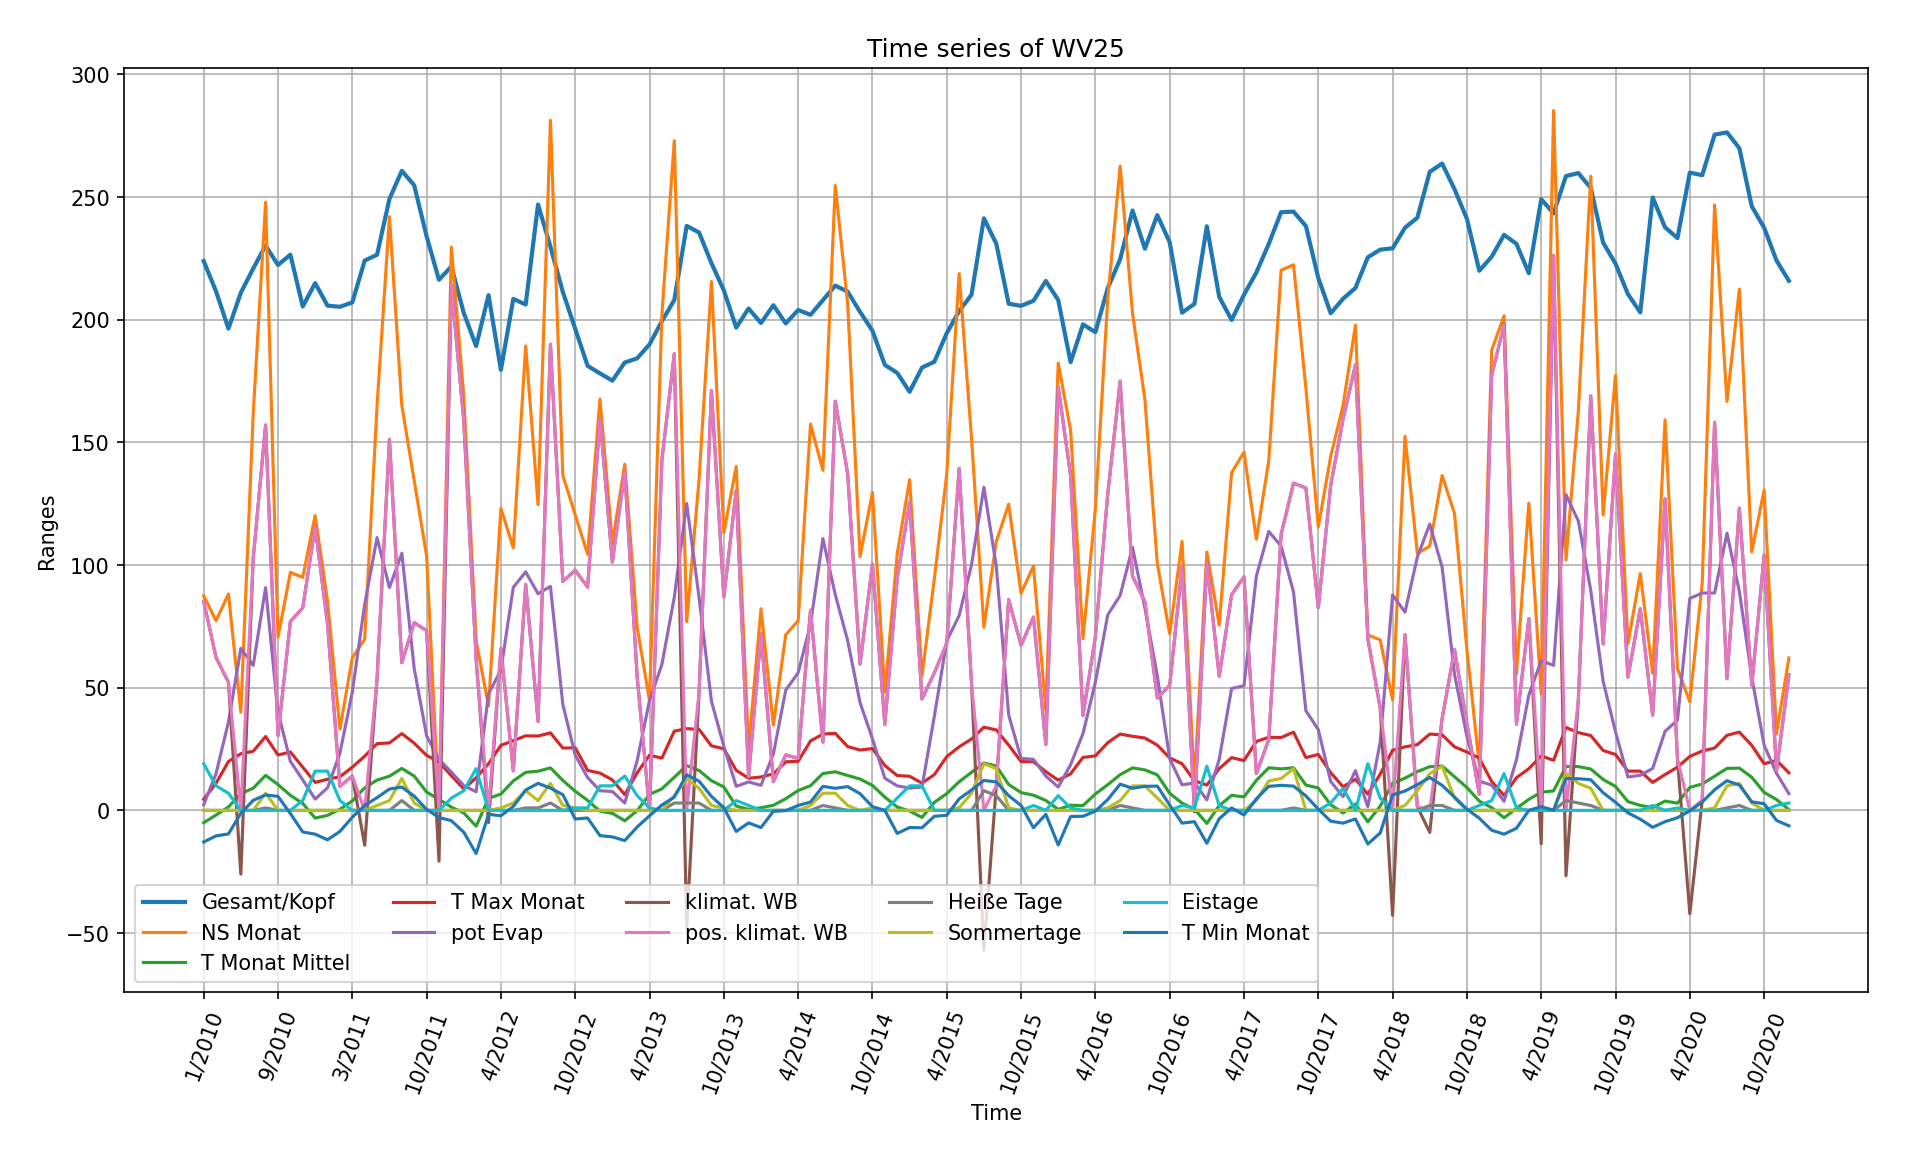 Time series of WV25
300
250
200
150
100
50
0
−50
Ranges
Gesamt/Kopf
NS Monat
T Monat Mittel
T Max Monat
pot Evap
klimat. WB
pos. klimat. WB
Heiße Tage
Sommertage
Eistage
T Min Monat
1/2010
9/2010
3/2011
10/2011
4/2012
10/2012
4/2013
10/2013
4/2014
10/2014
4/2015
10/2015
4/2016
10/2016
4/2017
10/2017
4/2018
10/2018
4/2019
10/2019
4/2020
10/2020
Time